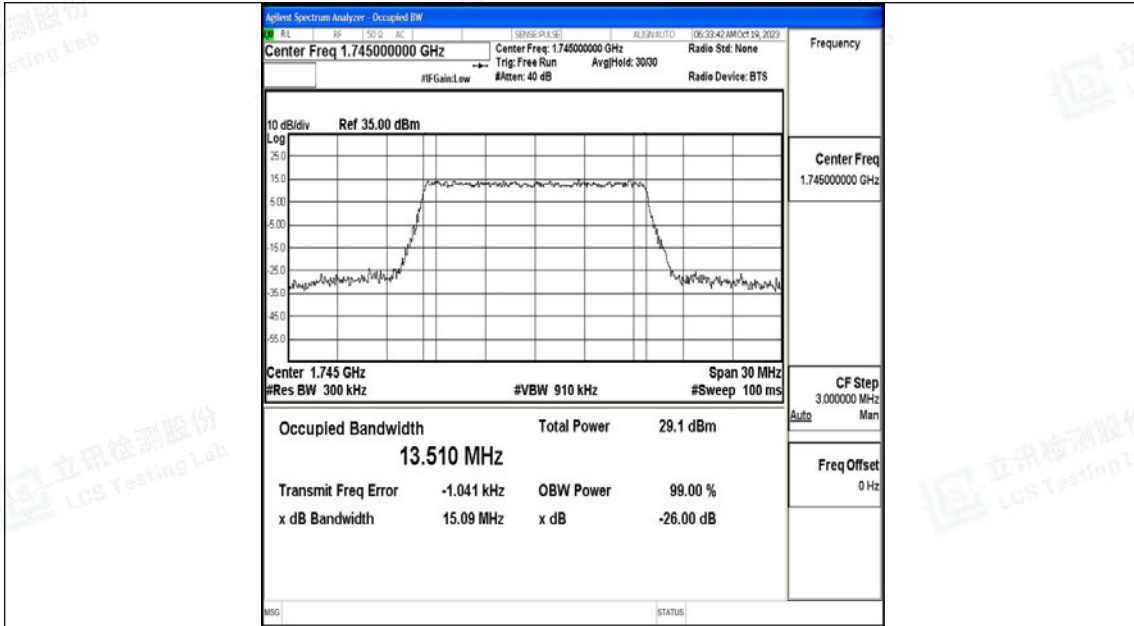 Agilent Spectrum Analyzer - Occupied BW
RL RF 50 Ω AC SENSE:PULSE ALIGN AUTO 06:33:42 AM Oct 19, 2023
Center Freq 1.745000000 GHz
Center Freq: 1.745000000 GHz
Radio Std: None
Trig: Free Run Avg|Hold: 30/30
#IFGain:Low
#Atten: 40 dB
Radio Device: BTS
Frequency
10 dB/div Ref 35.00 dBm
Log
25.0
15.0
5.00
-5.00
-15.0
-25.0
-35.0
-45.0
-55.0
Center 1.745 GHz Span 30 MHz
#Res BW 300 kHz #VBW 910 kHz #Sweep 100 ms
Occupied Bandwidth Total Power 29.1 dBm
13.510 MHz
Transmit Freq Error -1.041 kHz OBW Power 99.00 %
x dB Bandwidth 15.09 MHz x dB -26.00 dB
Center Freq
1.745000000 GHz
CF Step
3.000000 MHz
Auto Man
Freq Offset
0 Hz
MSG STATUS
立讯检测股份
LCS Testing Lab
立讯检测股份
LCS Testing